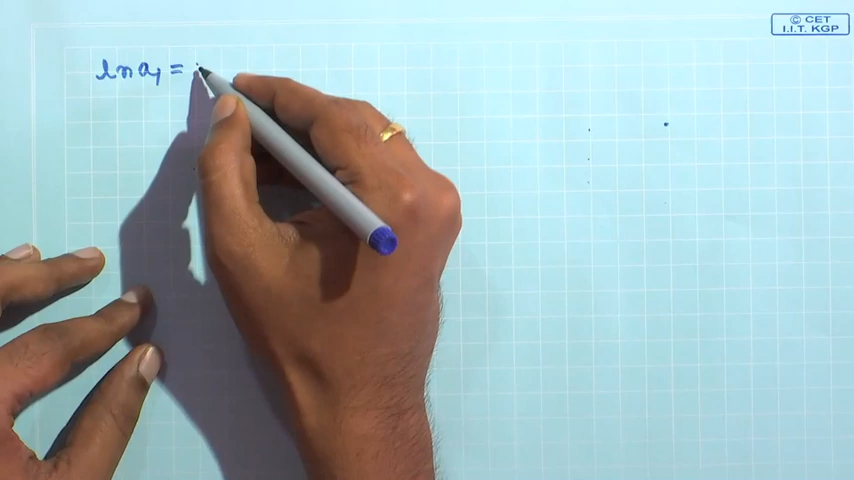 © CET
I.I.T. KGP
ln a₁ =